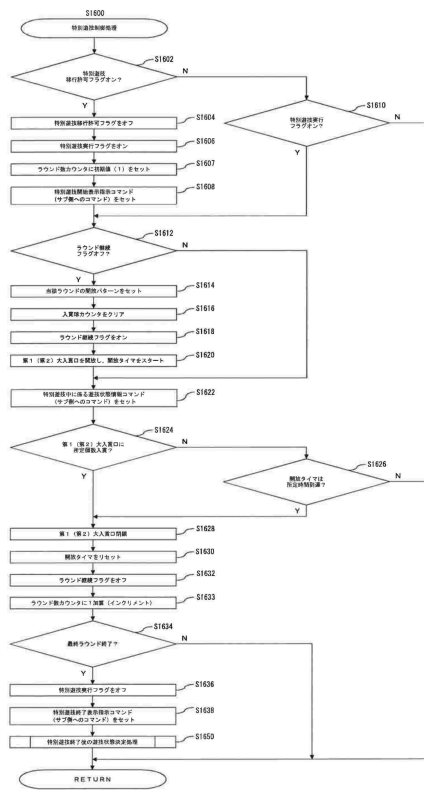 S1600
特別遊技制御処理
S1602
特別遊技
移行許可フラグオン？
N
Y
S1610
特別遊技実行
フラグオン？
N
Y
S1604
特別遊技移行許可フラグをオフ
S1606
特別遊技実行フラグをオン
S1607
ラウンド数カウンタに初期値（1）をセット
S1608
特別遊技開始表示指示コマンド
（サブ側へのコマンド）をセット
S1612
ラウンド継続
フラグオフ？
N
Y
S1614
当該ラウンドの開放パターンをセット
S1616
入賞球カウンタをクリア
S1618
ラウンド継続フラグをオン
S1620
第1（第2）大入賞口を開放し、開放タイマをスタート
S1622
特別遊技中に係る遊技状態情報コマンド
（サブ側へのコマンド）をセット
S1624
第1（第2）大入賞口に
所定個数入賞？
N
Y
S1626
開放タイマは
所定時間到達？
N
Y
S1628
第1（第2）大入賞口閉鎖
S1630
開放タイマをリセット
S1632
ラウンド継続フラグをオフ
S1633
ラウンド数カウンタに1加算（インクリメント）
S1634
最終ラウンド終了？
N
Y
S1636
特別遊技実行フラグをオフ
S1638
特別遊技終了表示指示コマンド
（サブ側へのコマンド）をセット
S1650
特別遊技終了後の遊技状態決定処理
RETURN